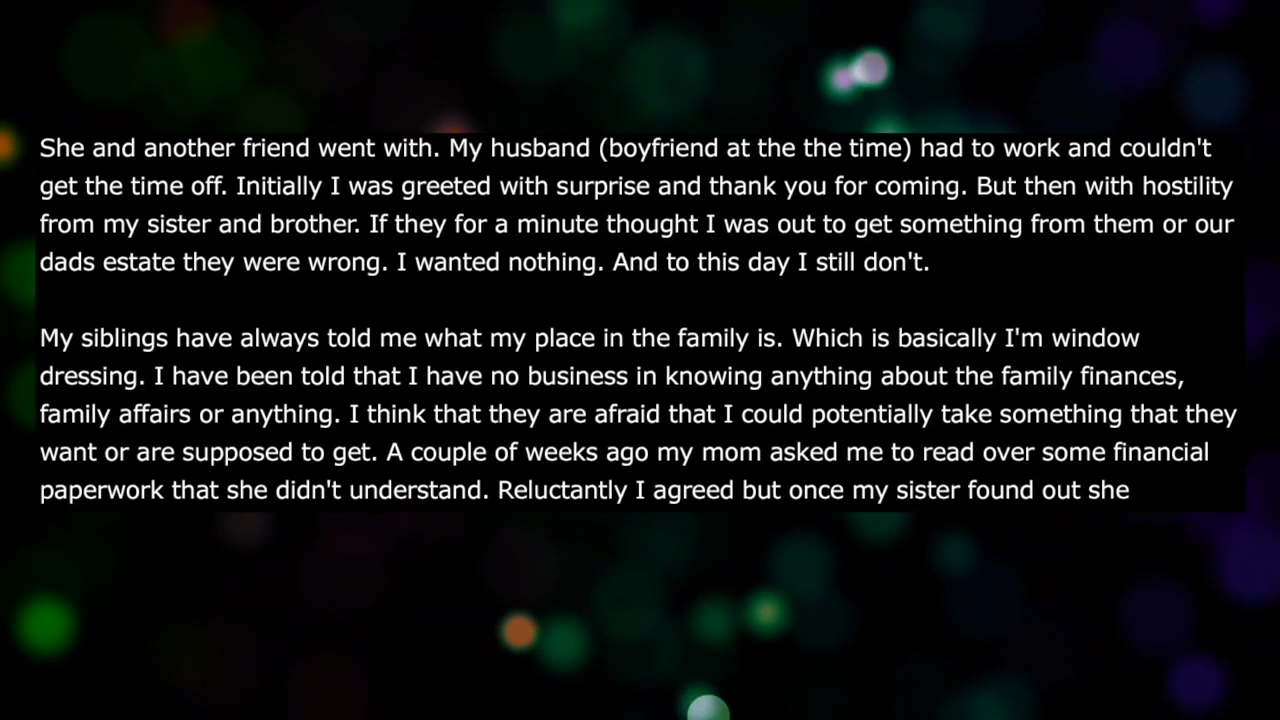 She and another friend went with. My husband (boyfriend at the the time) had to work and couldn't
get the time off. Initially I was greeted with surprise and thank you for coming. But then with hostility
from my sister and brother. If they for a minute thought I was out to get something from them or our
dads estate they were wrong. I wanted nothing. And to this day I still don't.
My siblings have always told me what my place in the family is. Which is basically I'm window
dressing. I have been told that I have no business in knowing anything about the family finances,
family affairs or anything. I think that they are afraid that I could potentially take something that they
want or are supposed to get. A couple of weeks ago my mom asked me to read over some financial
paperwork that she didn't understand. Reluctantly I agreed but once my sister found out she